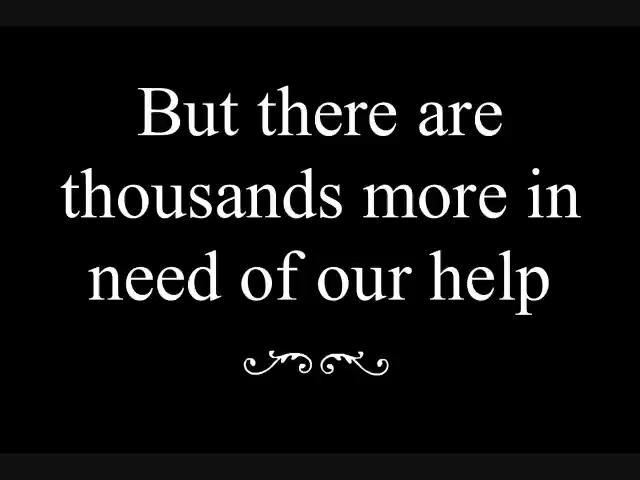 But there are
thousands more in
need of our help